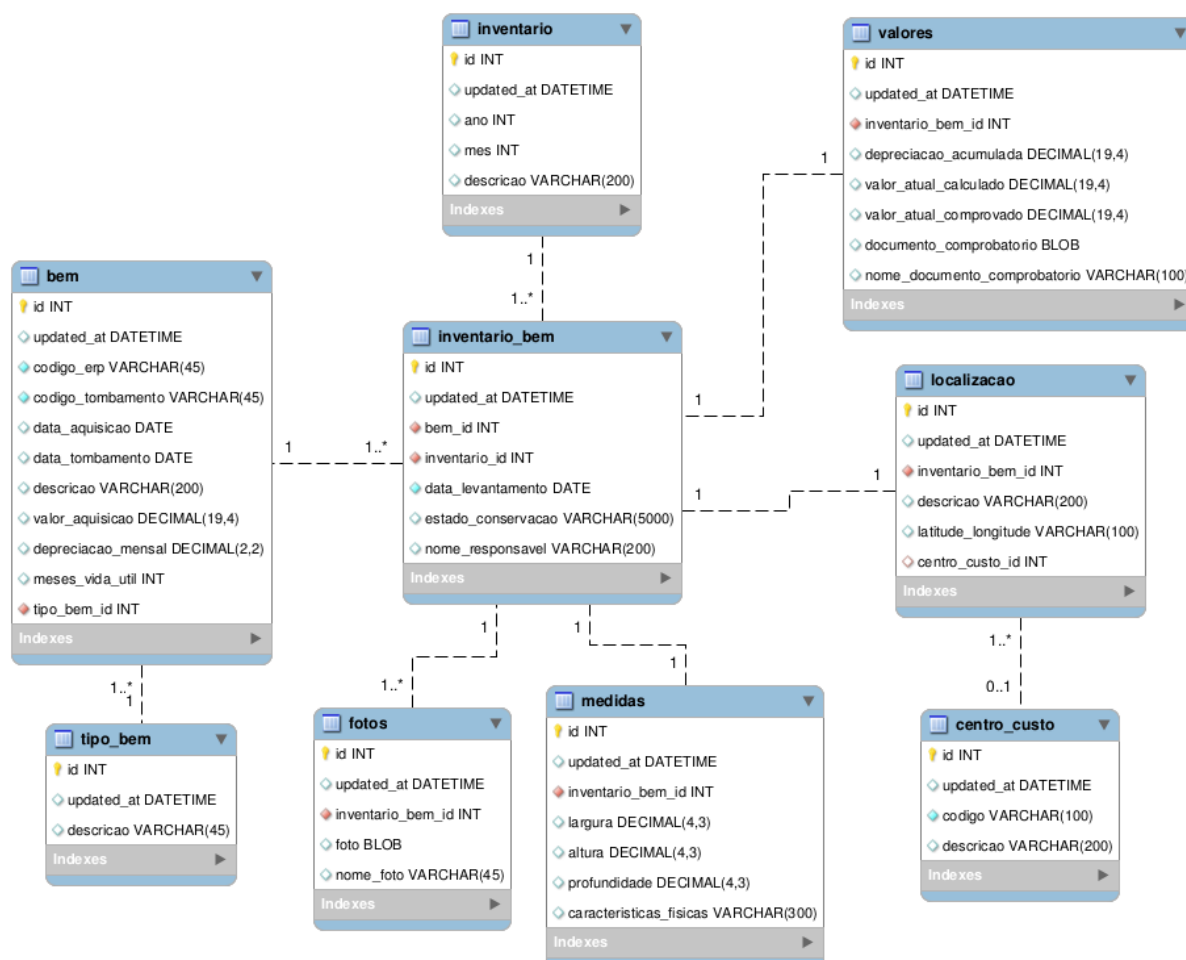 inventario
id INT
updated_at DATETIME
ano INT
mes INT
descricao VARCHAR(200)
Indexes
valores
id INT
updated_at DATETIME
inventario_bem_id INT
depreciacao_acumulada DECIMAL(19,4)
valor_atual_calculado DECIMAL(19,4)
valor_atual_comprovado DECIMAL(19,4)
documento_comprobatorio BLOB
nome_documento_comprobatorio VARCHAR(100)
Indexes
1
1
1..*
bem
id INT
updated_at DATETIME
codigo_erp VARCHAR(45)
codigo_tombamento VARCHAR(45)
data_aquisicao DATE
data_tombamento DATE
descricao VARCHAR(200)
valor_aquisicao DECIMAL(19,4)
depreciacao_mensal DECIMAL(2,2)
meses_vida_util INT
tipo_bem_id INT
Indexes
1
1..*
inventario_bem
id INT
updated_at DATETIME
bem_id INT
inventario_id INT
data_levantamento DATE
estado_conservacao VARCHAR(5000)
nome_responsavel VARCHAR(200)
Indexes
1
1
1
localizacao
id INT
updated_at DATETIME
inventario_bem_id INT
descricao VARCHAR(200)
latitude_longitude VARCHAR(100)
centro_custo_id INT
Indexes
1..*
1
1
1..*
1
1
1..*
0..1
tipo_bem
id INT
updated_at DATETIME
descricao VARCHAR(45)
Indexes
fotos
id INT
updated_at DATETIME
inventario_bem_id INT
foto BLOB
nome_foto VARCHAR(45)
Indexes
medidas
id INT
updated_at DATETIME
inventario_bem_id INT
largura DECIMAL(4,3)
altura DECIMAL(4,3)
profundidade DECIMAL(4,3)
caracteristicas_fisicas VARCHAR(300)
Indexes
centro_custo
id INT
updated_at DATETIME
codigo VARCHAR(100)
descricao VARCHAR(200)
Indexes